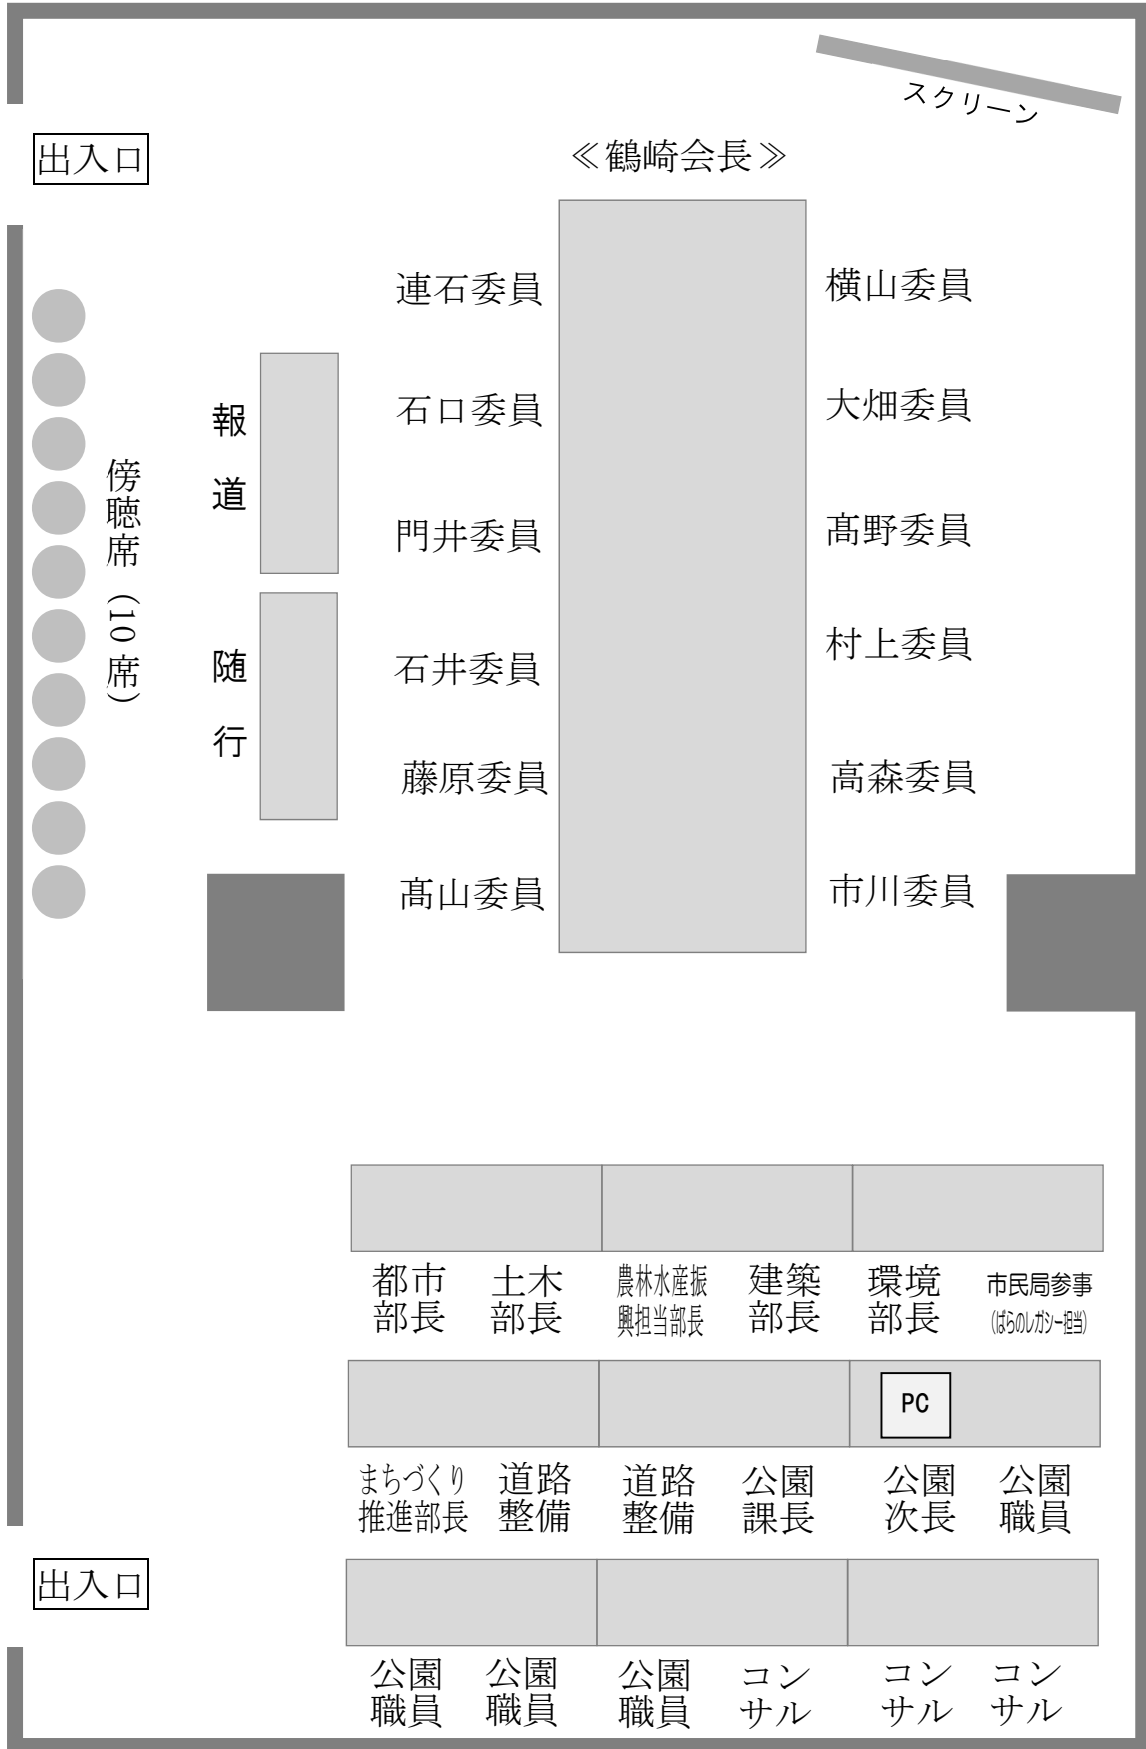 スクリーン
出入口
≪鶴崎会長≫
連石委員
横山委員
石口委員
大畑委員
門井委員
髙野委員
石井委員
村上委員
藤原委員
高森委員
髙山委員
市川委員
報道
随行
傍聴席（10席）
都市
部長
土木
部長
農林水産振
興担当部長
建築
部長
環境
部長
市民局参事
(ばらのレガシー担当)
PC
まちづくり
推進部長
道路
整備
道路
整備
公園
課長
公園
次長
公園
職員
出入口
公園
職員
公園
職員
公園
職員
コン
サル
コン
サル
コン
サル